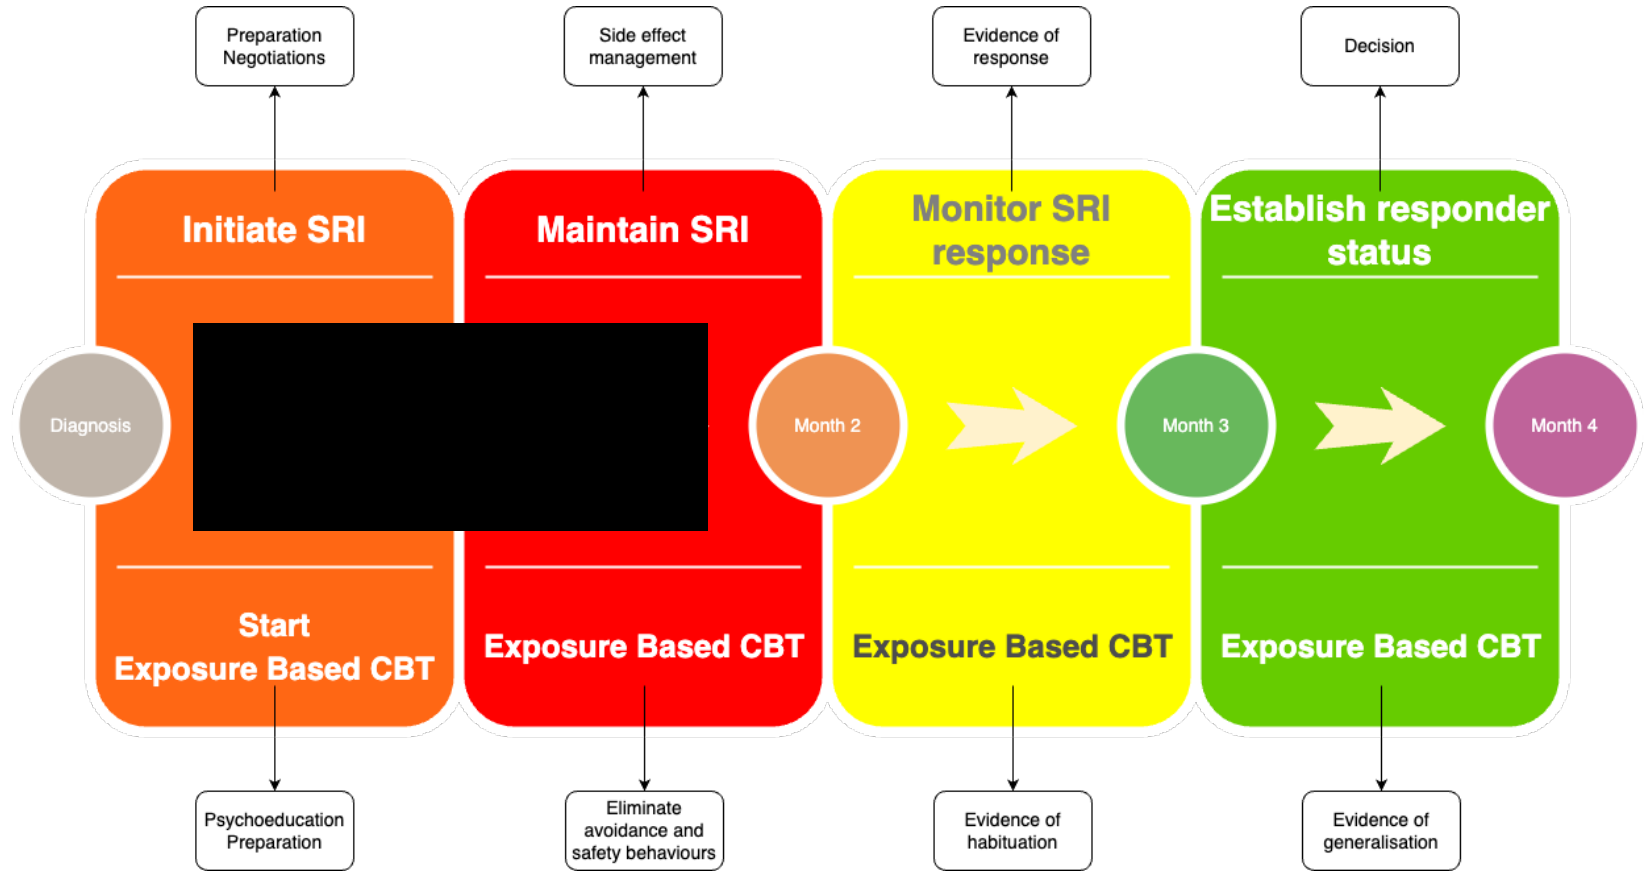 Preparation
Negotiations
Side effect
management
Evidence of
response
Decision
Initiate SRI
Maintain SRI
Monitor SRI
response
Establish responder
status
Diagnosis
Month 2
Month 3
Month 4
Start
Exposure Based CBT
Exposure Based CBT
Exposure Based CBT
Exposure Based CBT
Psychoeducation
Preparation
Eliminate
avoidance and
safety behaviours
Evidence of
habituation
Evidence of
generalisation